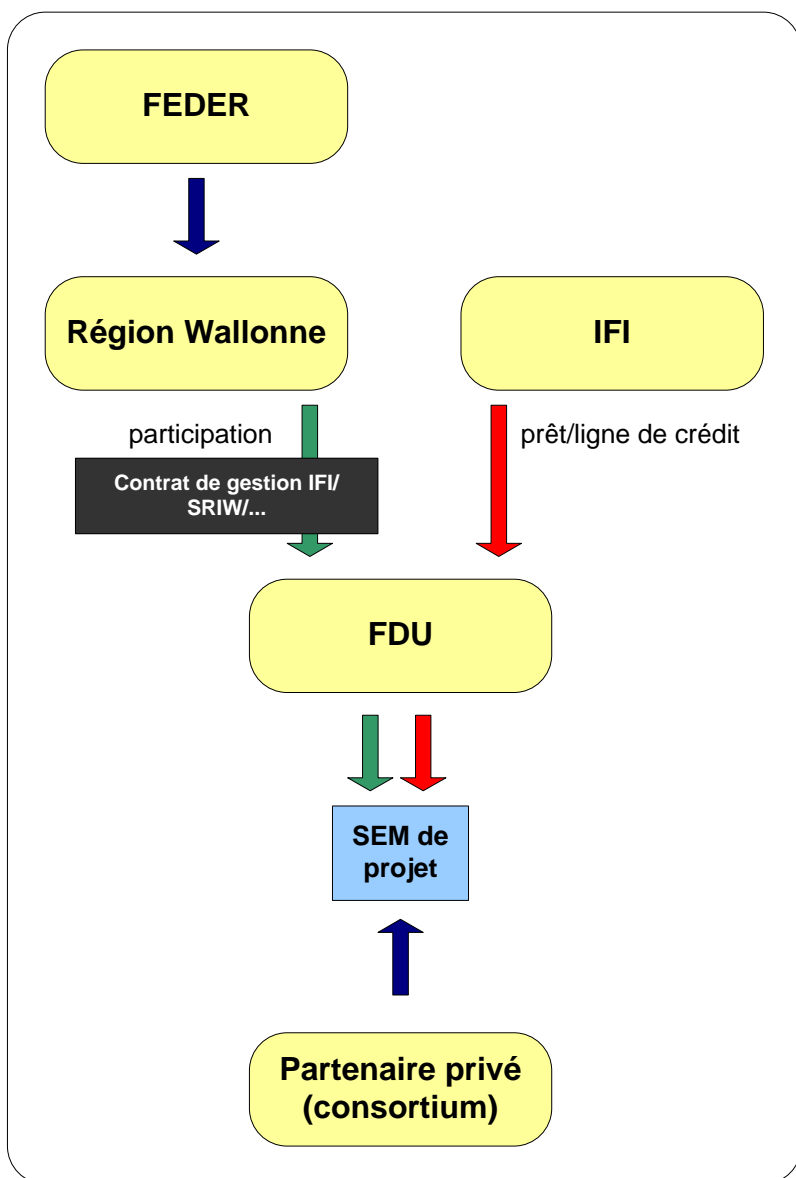 FEDER
Région Wallonne
IFI
participation
prêt/ligne de crédit
Contrat de gestion IFI/
SRIW/...
FDU
SEM de
projet
Partenaire privé
(consortium)